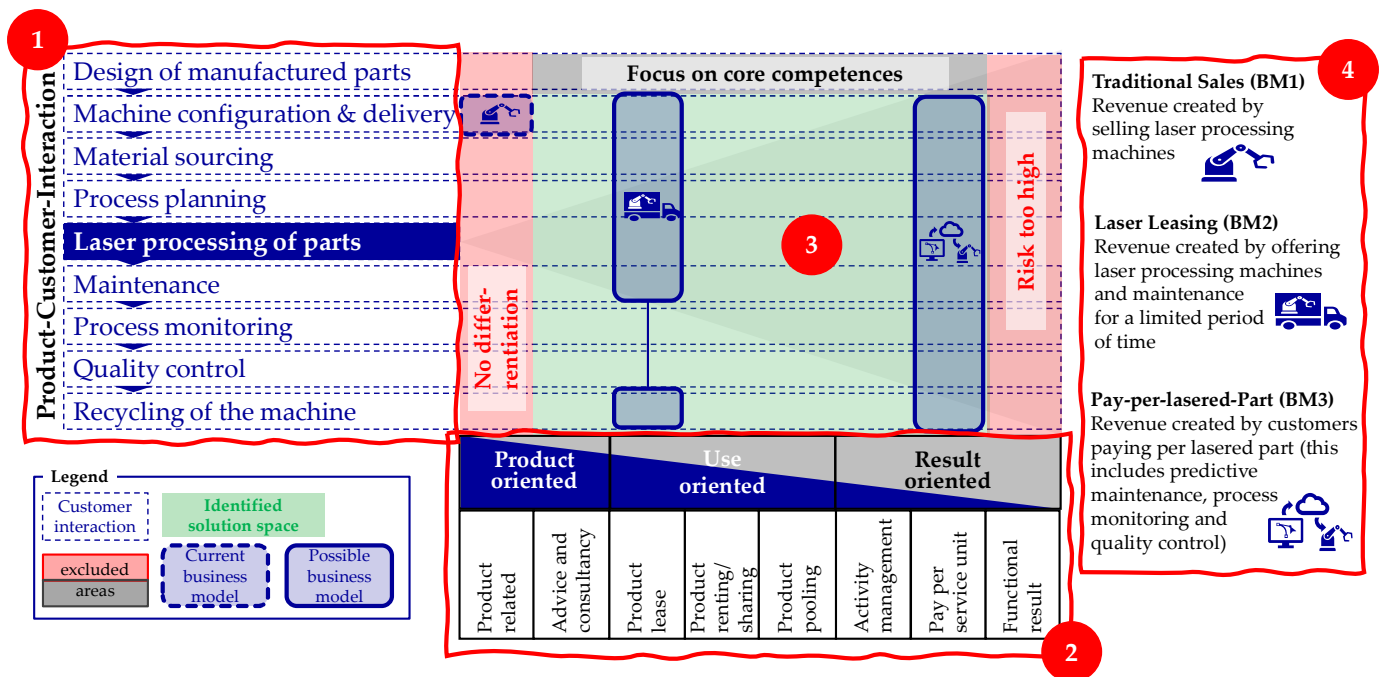 1
Product-Customer-Interaction
Design of manufactured parts
Machine configuration & delivery
Material sourcing
Process planning
Laser processing of parts
Maintenance
Process monitoring
Quality control
Recycling of the machine
Focus on core competences
No differ-
rentiation
3
Risk too high
Product
oriented
Use
oriented
Result
oriented
Product
related
Advice and
consultancy
Product
lease
Product
renting/
sharing
Product
pooling
Activity
management
Pay per
service unit
Functional
result
2
4
Traditional Sales (BM1)
Revenue created by
selling laser processing
machines
Laser Leasing (BM2)
Revenue created by offering
laser processing machines
and maintenance
for a limited period
of time
Pay-per-lasered-Part (BM3)
Revenue created by customers
paying per lasered part (this
includes predictive
maintenance, process
monitoring and
quality control)
Legend
Customer
interaction
Identified
solution space
excluded
areas
Current
business
model
Possible
business
model